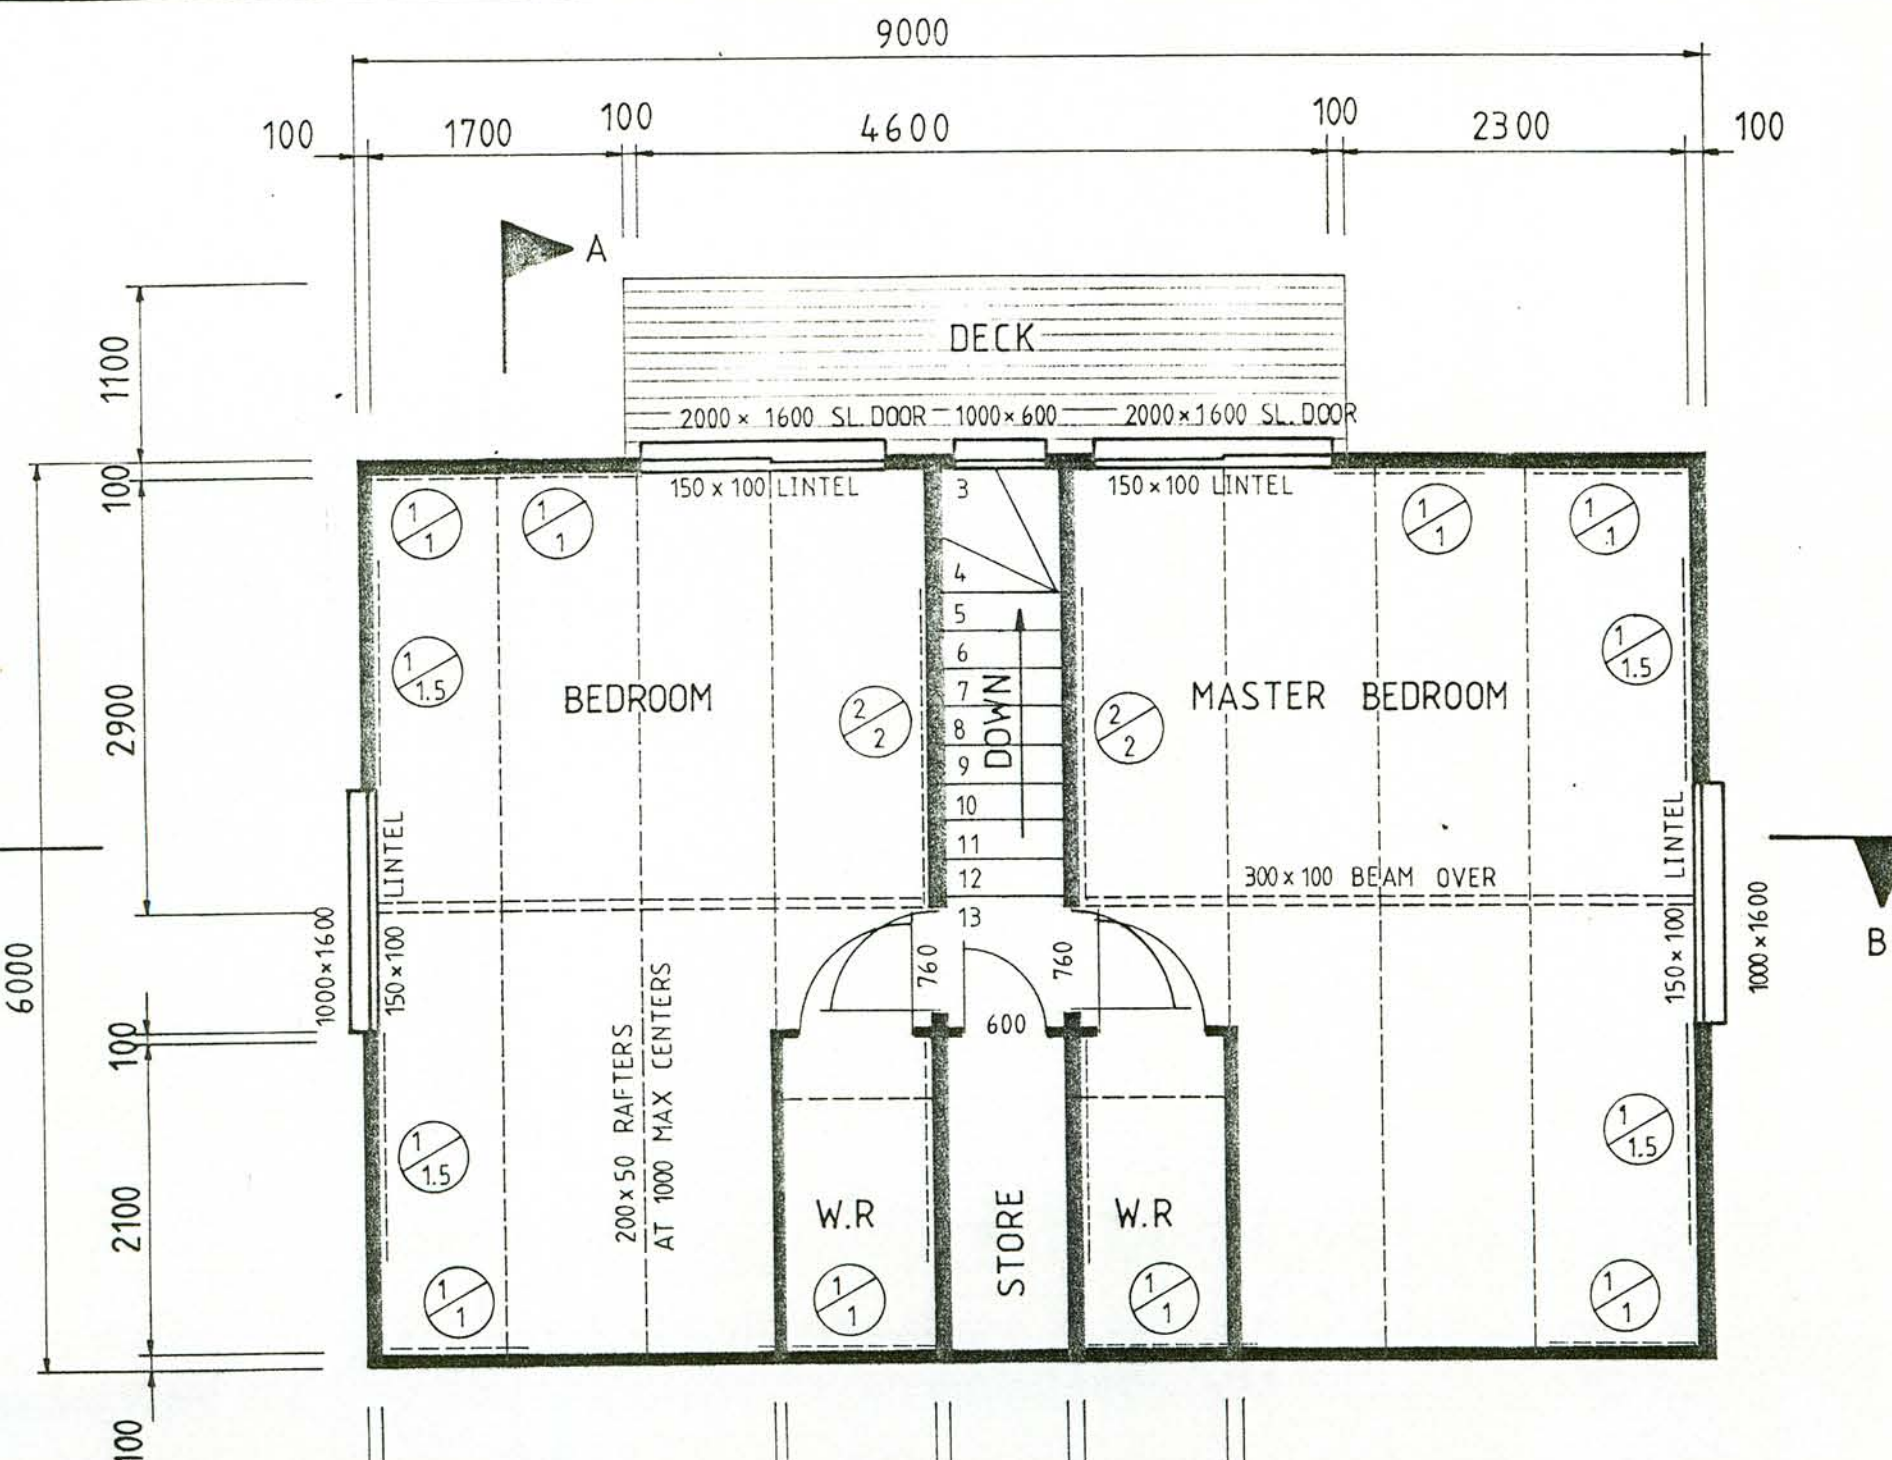 9000
100 1700 100 4600 100 2300 100
A
DECK
1100
2000 × 1600 SL. DOOR 1000 × 600 2000 × 1600 SL. DOOR
100
150 × 100 LINTEL
3
150 × 100 LINTEL
1
1
1
1
1
1
1
.1
4
5
6
7
8
9
10
11
12
13
DOWN
1
1.5
1
1.5
BEDROOM
MASTER BEDROOM
2
2
2
2
2900
6000
1000 × 1600
150 × 100 LINTEL
300 × 100 BEAM OVER
150 × 100 LINTEL
1000 × 1600
B
760
760
600
100
200 × 50 RAFTERS
AT 1000 MAX CENTERS
1
1.5
1
1.5
2100
W.R
STORE
W.R
1
1
1
1
1
1
1
1
100